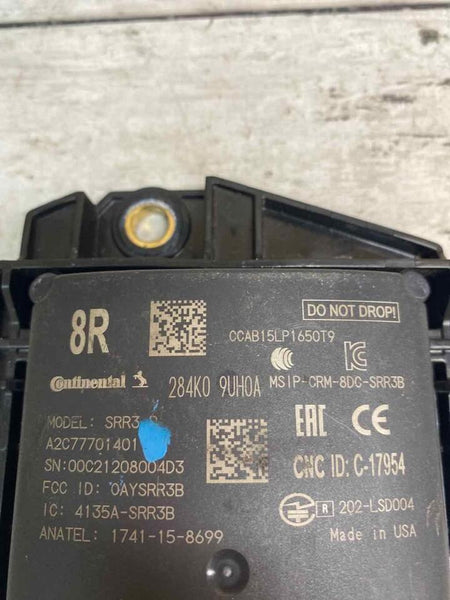 8R
DO NOT DROP!
CCAB15LP1650T9
Continental
284K0 9UH0A
MSIP-CRM-8DC-SRR3B
MODEL: SRR3
A2C77701401
SN:00C21208004D3
FCC ID: OAYSRR3B
IC: 4135A-SRR3B
ANATEL: 1741-15-8699
EAC CE
CNC ID: C-17954
R 202-LSD004
Made in USA